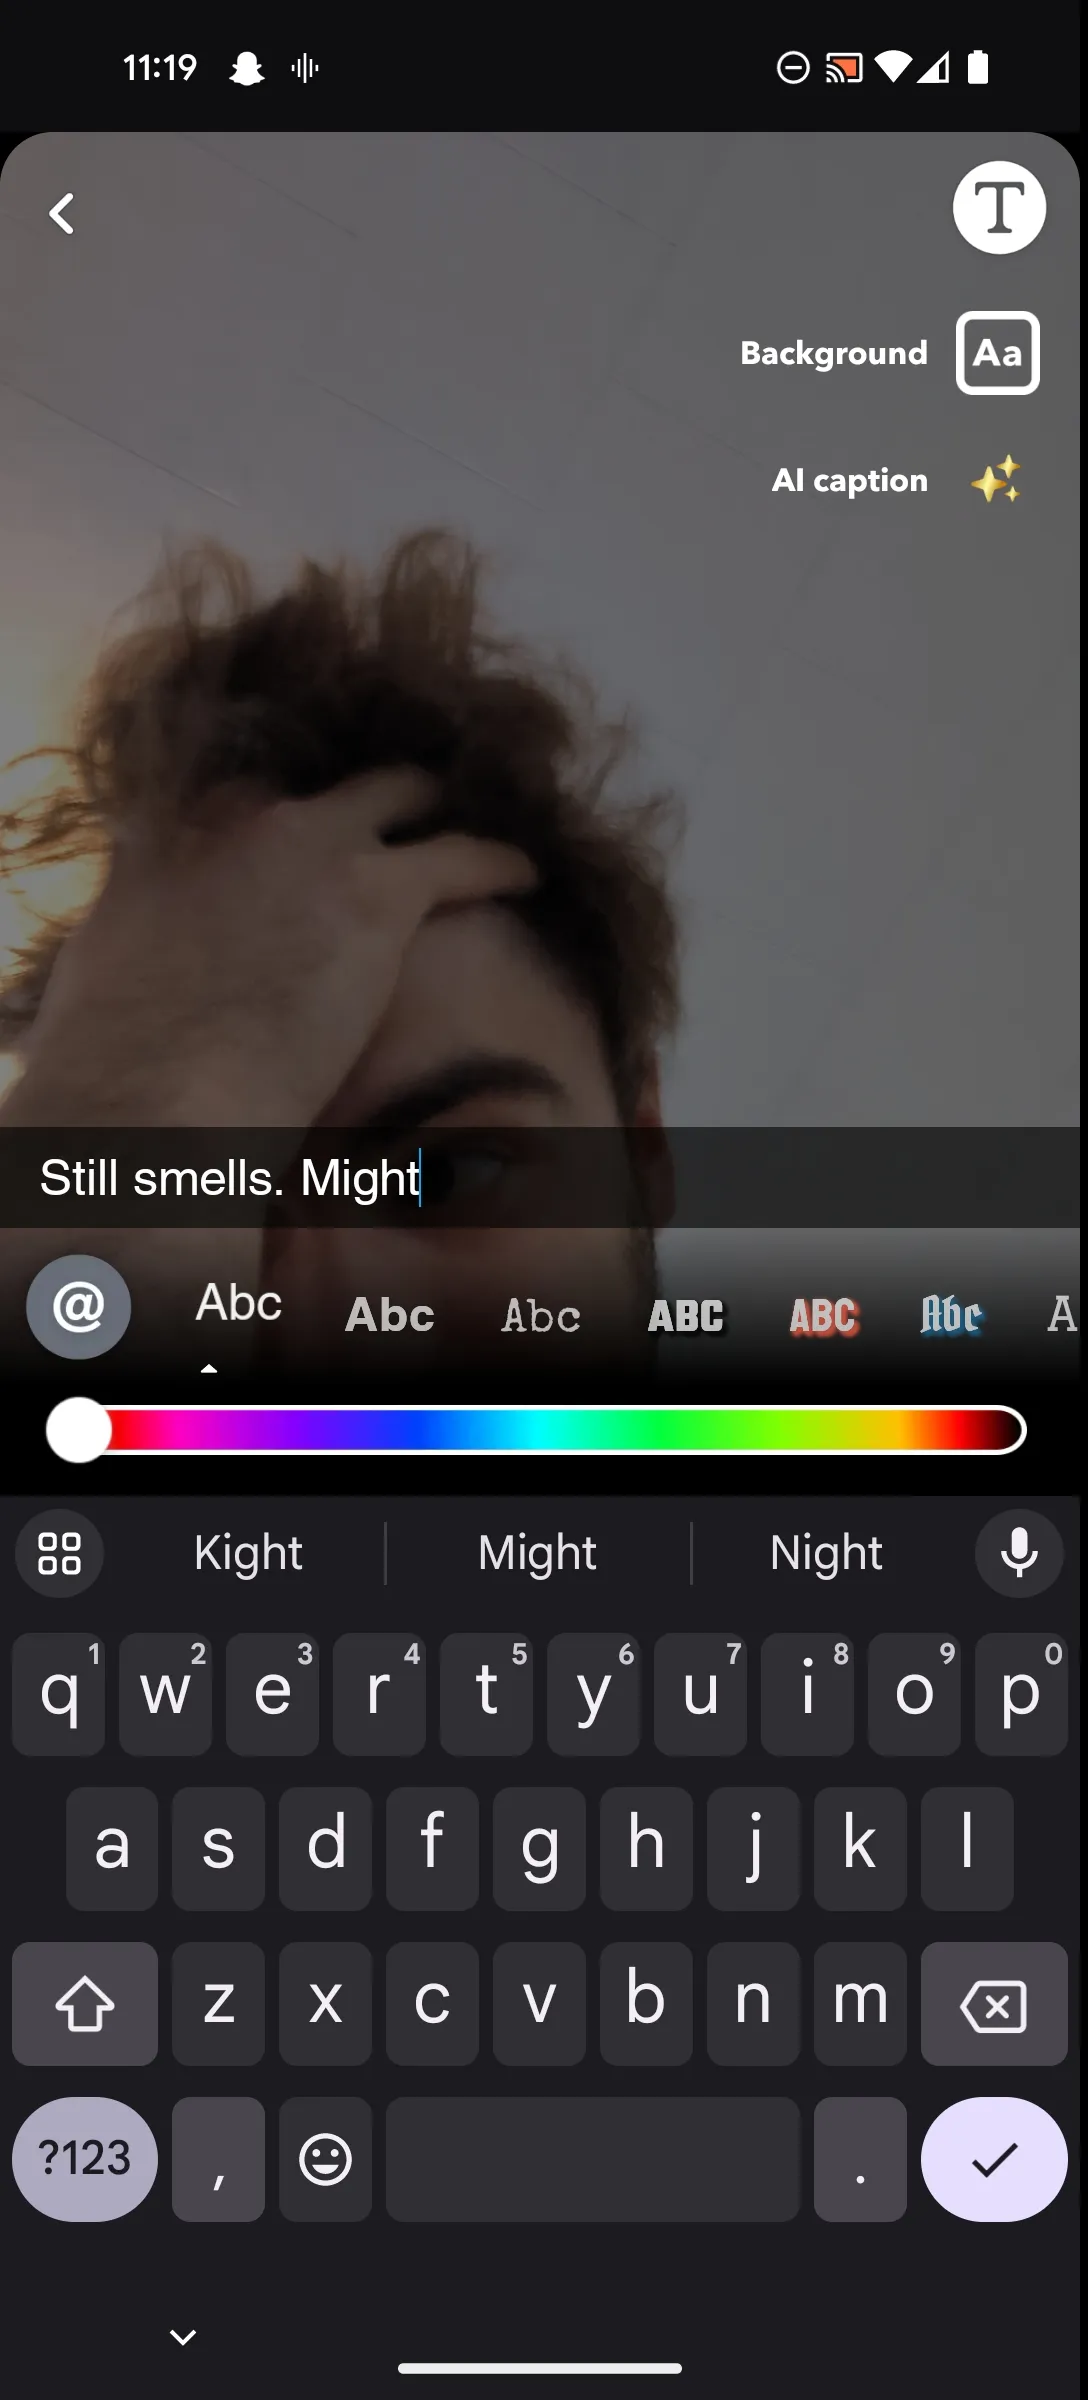 11:19
T
Background Aa
AI caption
Still smells. Might
@ Abc Abc Abc ABC ABC Abc A
Kight Might Night
q1 w2 e3 r4 t5 y6 u7 i8 o9 p0
a s d f g h j k l
z x c v b n m
?123 , .